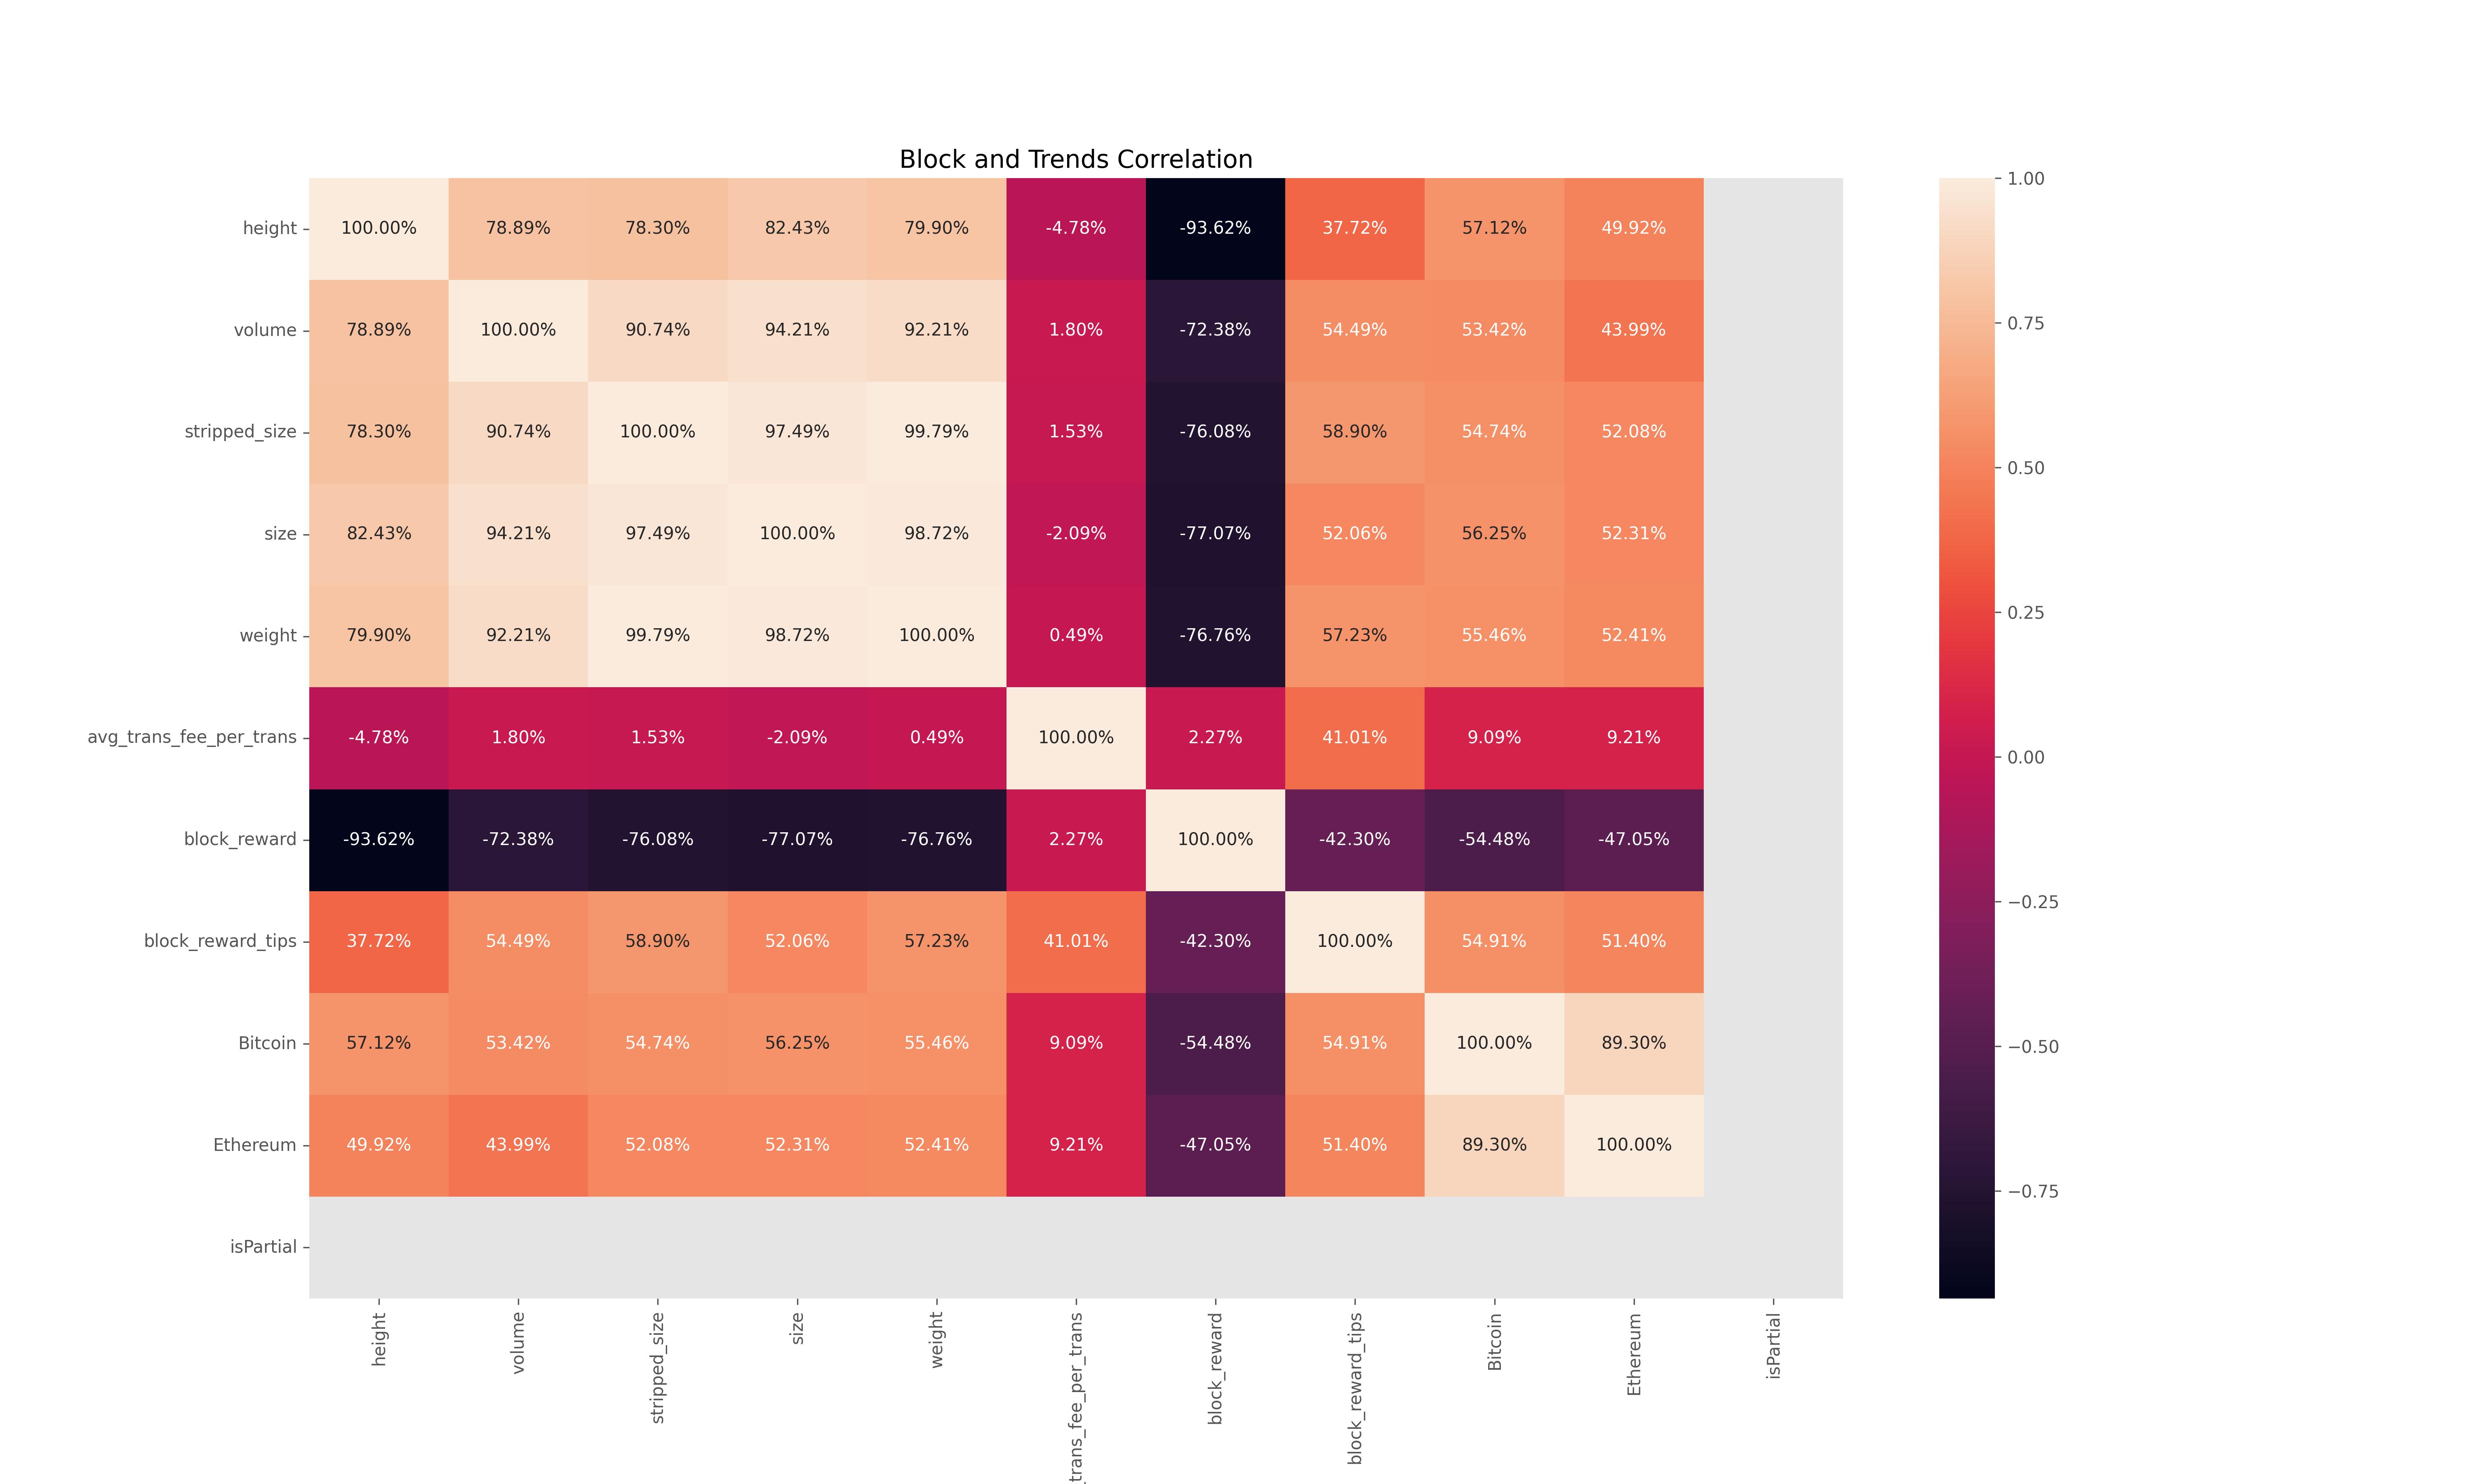 Block and Trends Correlation
height 100.00% 78.89% 78.30% 82.43% 79.90% -4.78% -93.62% 37.72% 57.12% 49.92%
volume 78.89% 100.00% 90.74% 94.21% 92.21% 1.80% -72.38% 54.49% 53.42% 43.99%
stripped_size 78.30% 90.74% 100.00% 97.49% 99.79% 1.53% -76.08% 58.90% 54.74% 52.08%
size 82.43% 94.21% 97.49% 100.00% 98.72% -2.09% -77.07% 52.06% 56.25% 52.31%
weight 79.90% 92.21% 99.79% 98.72% 100.00% 0.49% -76.76% 57.23% 55.46% 52.41%
avg_trans_fee_per_trans -4.78% 1.80% 1.53% -2.09% 0.49% 100.00% 2.27% 41.01% 9.09% 9.21%
block_reward -93.62% -72.38% -76.08% -77.07% -76.76% 2.27% 100.00% -42.30% -54.48% -47.05%
block_reward_tips 37.72% 54.49% 58.90% 52.06% 57.23% 41.01% -42.30% 100.00% 54.91% 51.40%
Bitcoin 57.12% 53.42% 54.74% 56.25% 55.46% 9.09% -54.48% 54.91% 100.00% 89.30%
Ethereum 49.92% 43.99% 52.08% 52.31% 52.41% 9.21% -47.05% 51.40% 89.30% 100.00%
isPartial
height volume stripped_size size weight _trans_fee_per_trans block_reward block_reward_tips Bitcoin Ethereum isPartial
1.00
0.75
0.50
0.25
0.00
−0.25
−0.50
−0.75